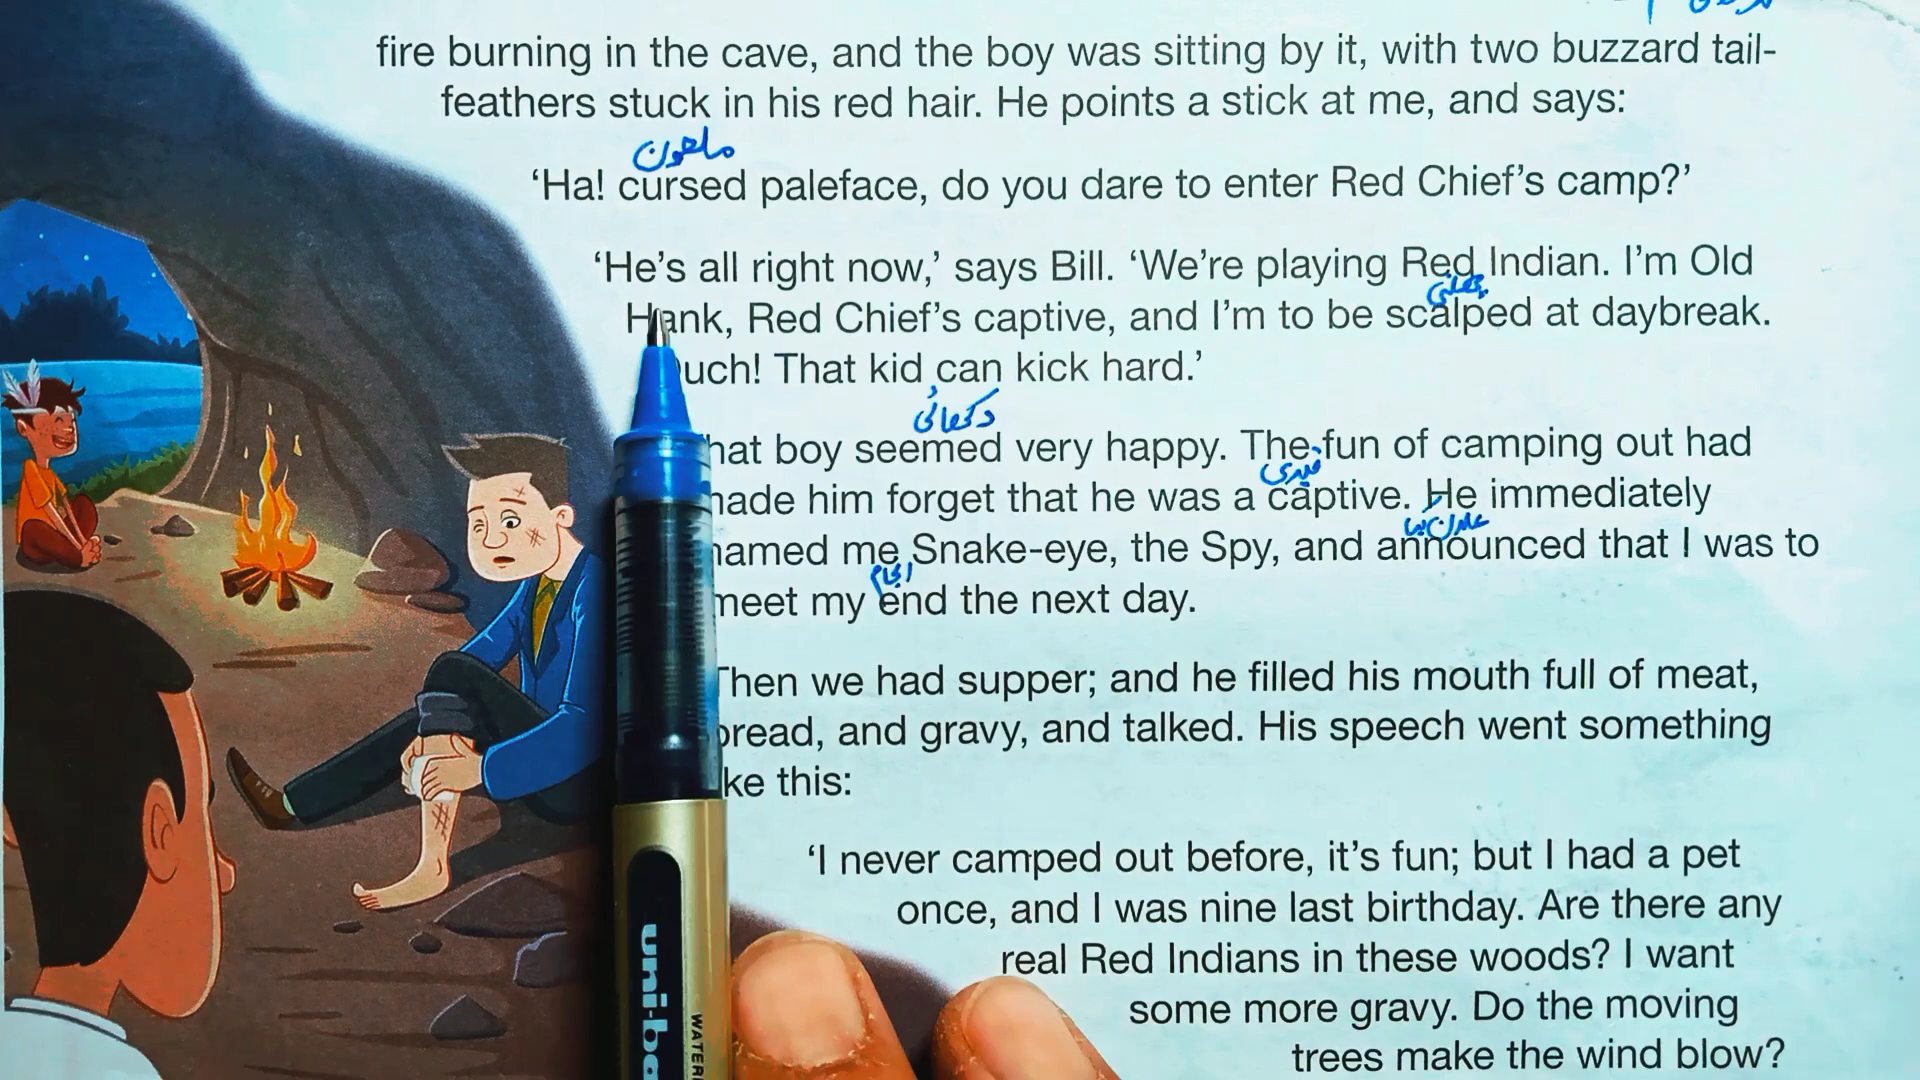 fire burning in the cave, and the boy was sitting by it, with two buzzard tail-
feathers stuck in his red hair. He points a stick at me, and says:
ملعون
‘Ha! cursed paleface, do you dare to enter Red Chief’s camp?’
‘He’s all right now,’ says Bill. ‘We’re playing Red Indian. I’m Old
Hank, Red Chief’s captive, and I’m to be scalped at daybreak.
uch! That kid can kick hard.’
دکھائی
hat boy seemed very happy. The fun of camping out had
قیدی
made him forget that he was a captive. He immediately
named me Snake-eye, the Spy, and announced that I was to
انجام
meet my end the next day.
Then we had supper; and he filled his mouth full of meat,
bread, and gravy, and talked. His speech went something
ke this:
‘I never camped out before, it’s fun; but I had a pet
once, and I was nine last birthday. Are there any
real Red Indians in these woods? I want
some more gravy. Do the moving
trees make the wind blow?
uni-ba
WATER